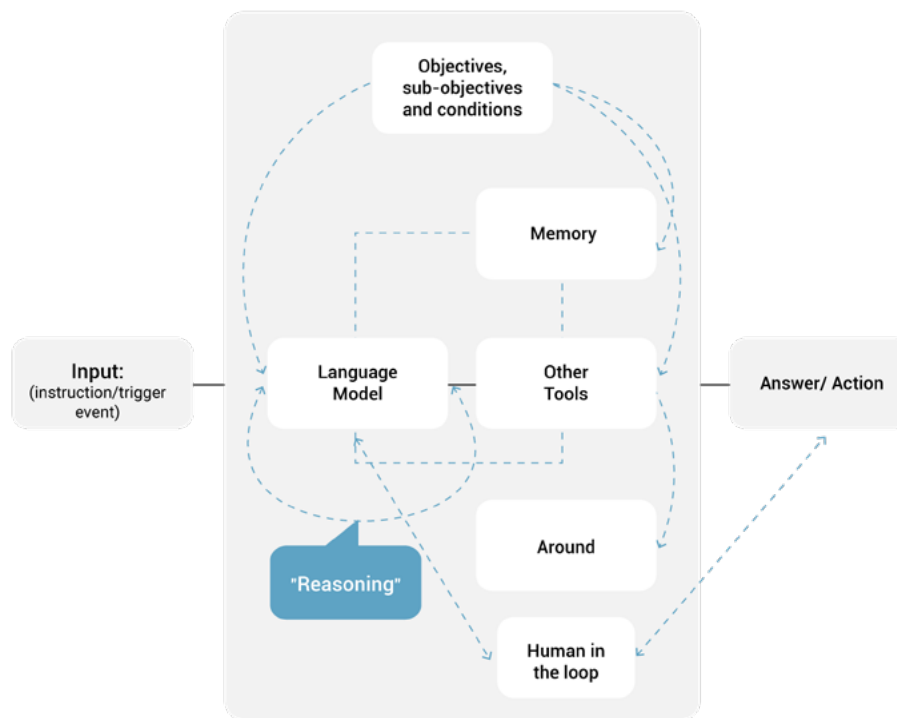 Objectives,
sub-objectives
and conditions
Memory
Input:
(instruction/trigger
event)
Language
Model
Other
Tools
Answer/ Action
Around
"Reasoning"
Human in
the loop